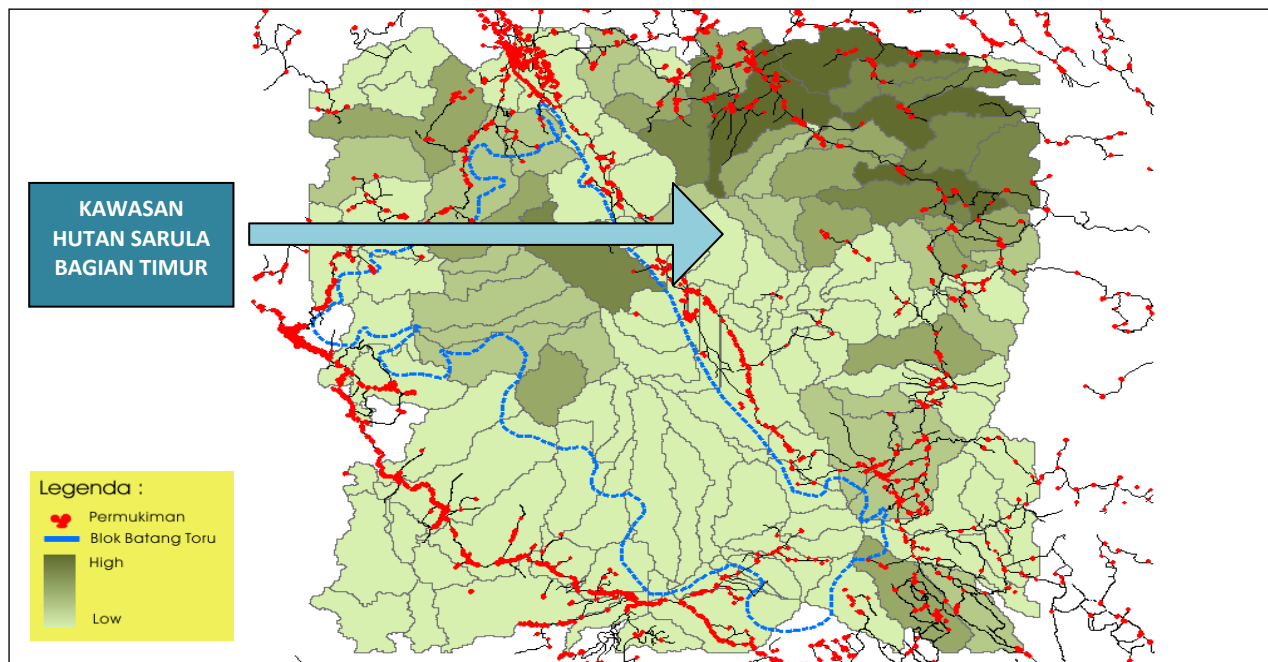 KAWASAN
HUTAN SARULA
BAGIAN TIMUR
Legenda :
Permukiman
Blok Batang Toru
High
Low